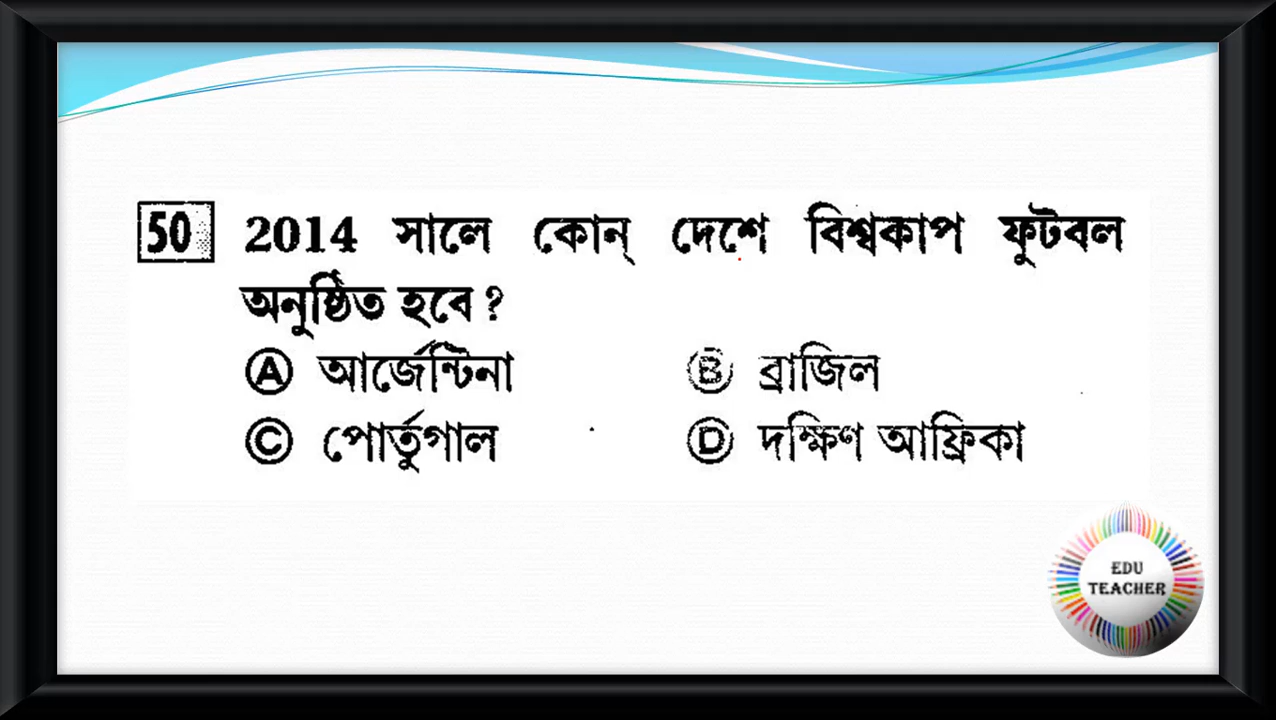 50 2014 সালে কোন্ দেশে বিশ্বকাপ ফুটবল
অনুষ্ঠিত হবে ?
A আর্জেন্টিনা B ব্রাজিল
C পোর্তুগাল D দক্ষিণ আফ্রিকা
EDU
TEACHER